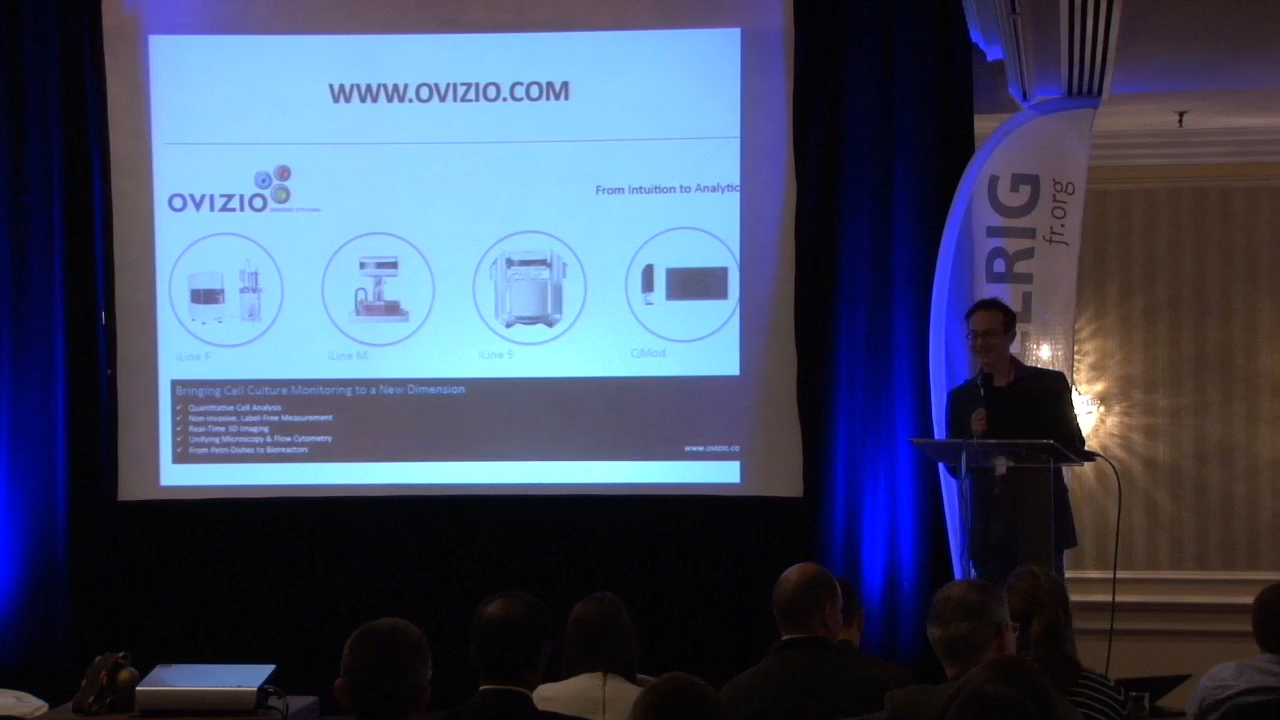 WWW.OVIZIO.COM
OVIZIO
From Intuition to Analytic
iLine F
iLine M
iLine S
QMod
Bringing Cell Culture Monitoring to a New Dimension
✓ Quantitative Cell Analysis
✓ Non-invasive, Label-Free Measurement
✓ Real-Time 3D Imaging
✓ Unifying Microscopy & Flow Cytometry
✓ From Petri-Dishes to Bioreactors
www.ovizio.co
LRIG
fr.org